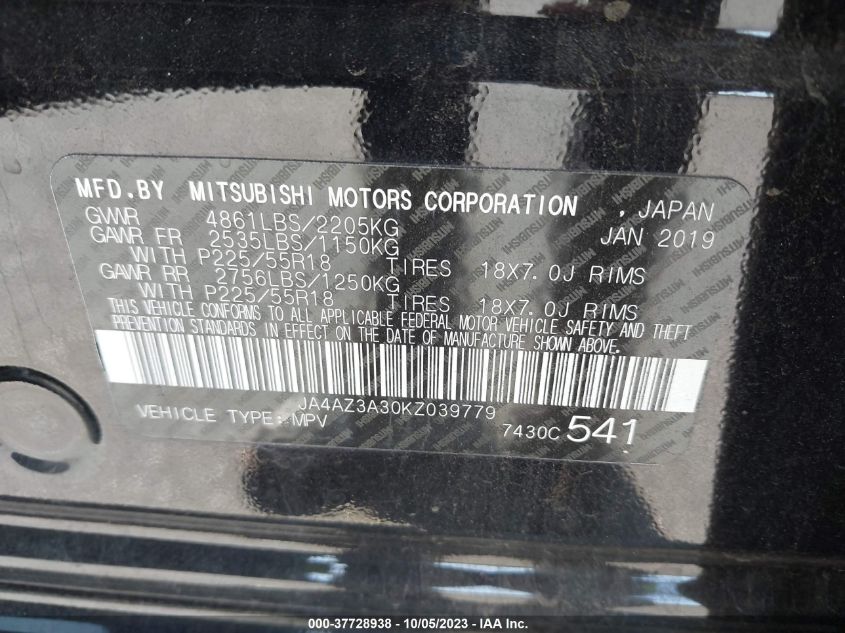 MFD.BY MITSUBISHI MOTORS CORPORATION , JAPAN
GVWR 4861LBS/2205KG JAN 2019
GAWR FR 2535LBS/1150KG
WITH P225/55R18 TIRES 18X7.0J RIMS
GAWR RR 2756LBS/1250KG
WITH P225/55R18 TIRES 18X7.0J RIMS
THIS VEHICLE CONFORMS TO ALL APPLICABLE FEDERAL MOTOR VEHICLE SAFETY AND THEFT
PREVENTION STANDARDS IN EFFECT ON THE DATE OF MANUFACTURE SHOWN ABOVE.
JA4AZ3A30KZ039779
VEHICLE TYPE: MPV 7430C 541
000-37728938 - 10/05/2023 - IAA Inc.